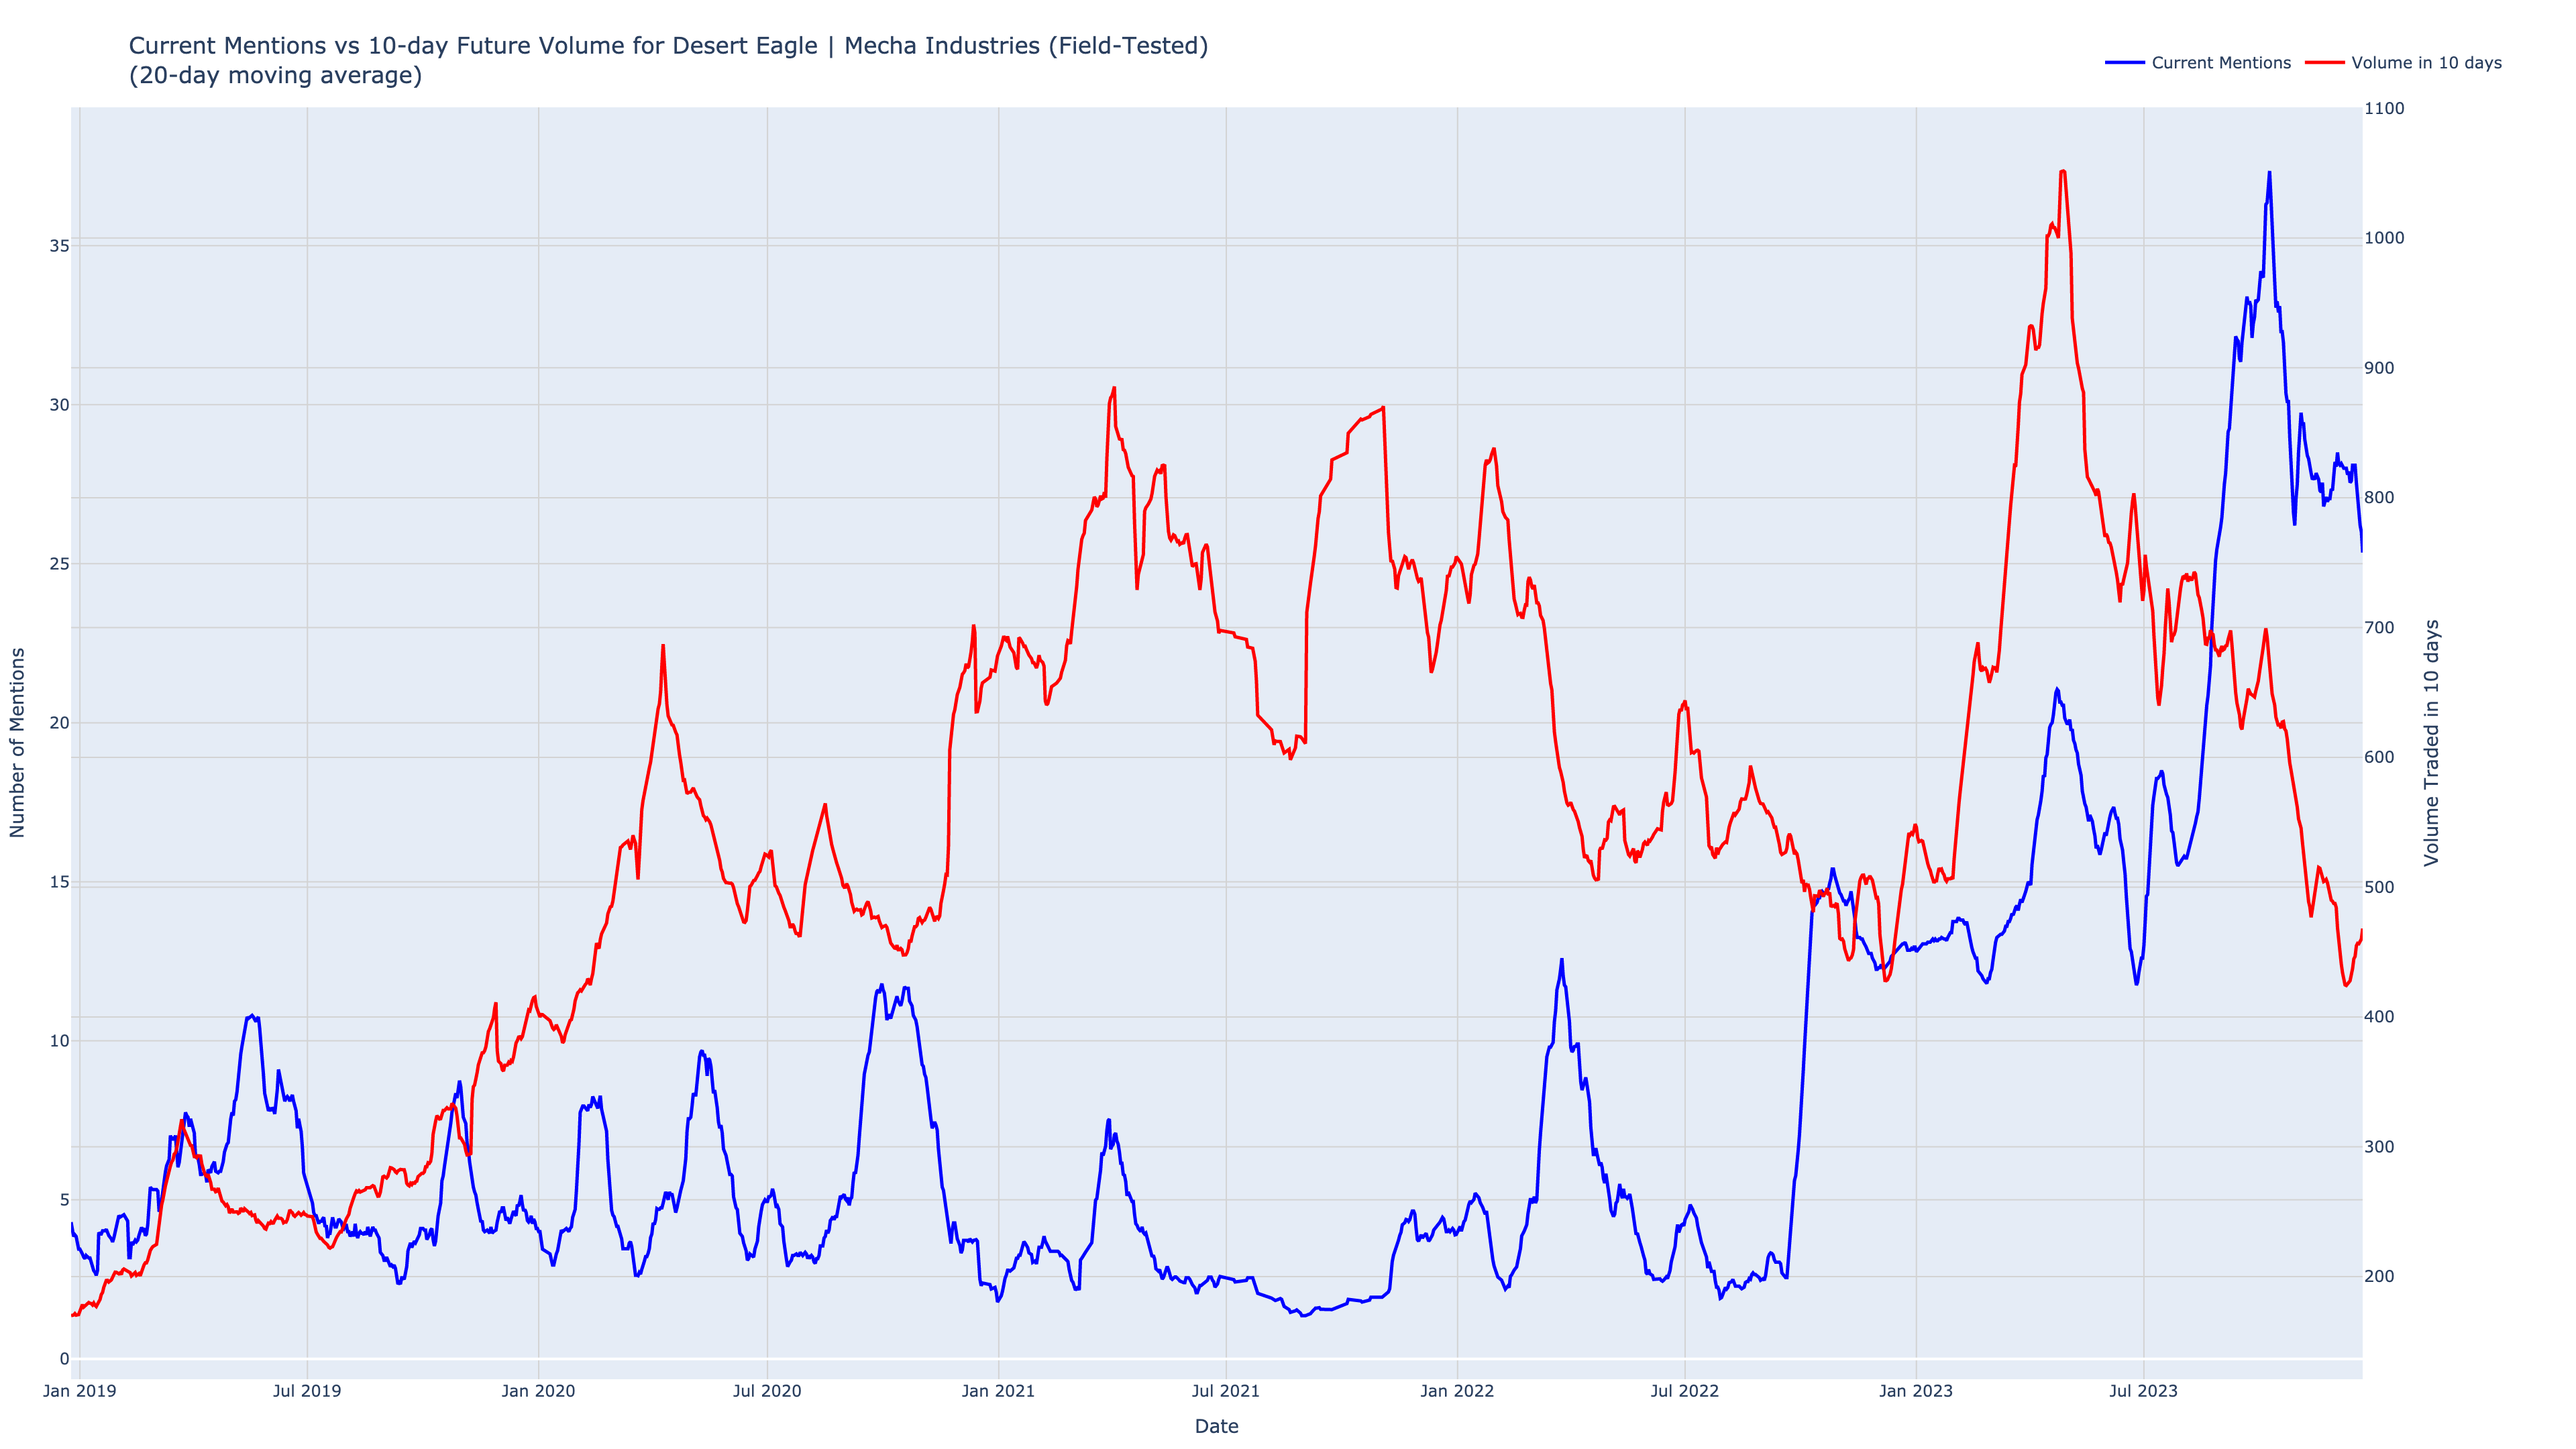 Current Mentions vs 10-day Future Volume for Desert Eagle | Mecha Industries (Field-Tested)
(20-day moving average)
Current Mentions
Volume in 10 days
Number of Mentions
35
30
25
20
15
10
5
0
1100
1000
900
800
700
600
500
400
300
200
Volume Traded in 10 days
Jan 2019
Jul 2019
Jan 2020
Jul 2020
Jan 2021
Jul 2021
Jan 2022
Jul 2022
Jan 2023
Jul 2023
Date